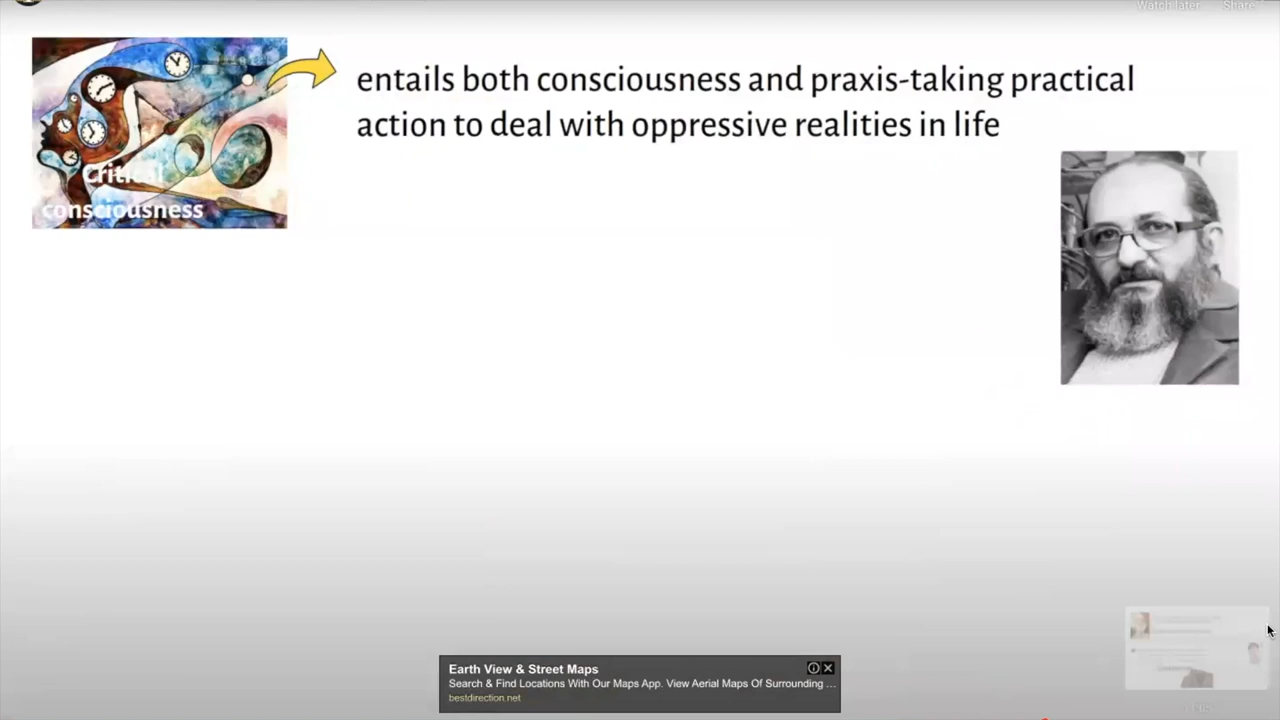 Watch later Share
entails both consciousness and praxis-taking practical
action to deal with oppressive realities in life
Critical
consciousness
Earth View & Street Maps
Search & Find Locations With Our Maps App. View Aerial Maps Of Surrounding ...
bestdirection.net